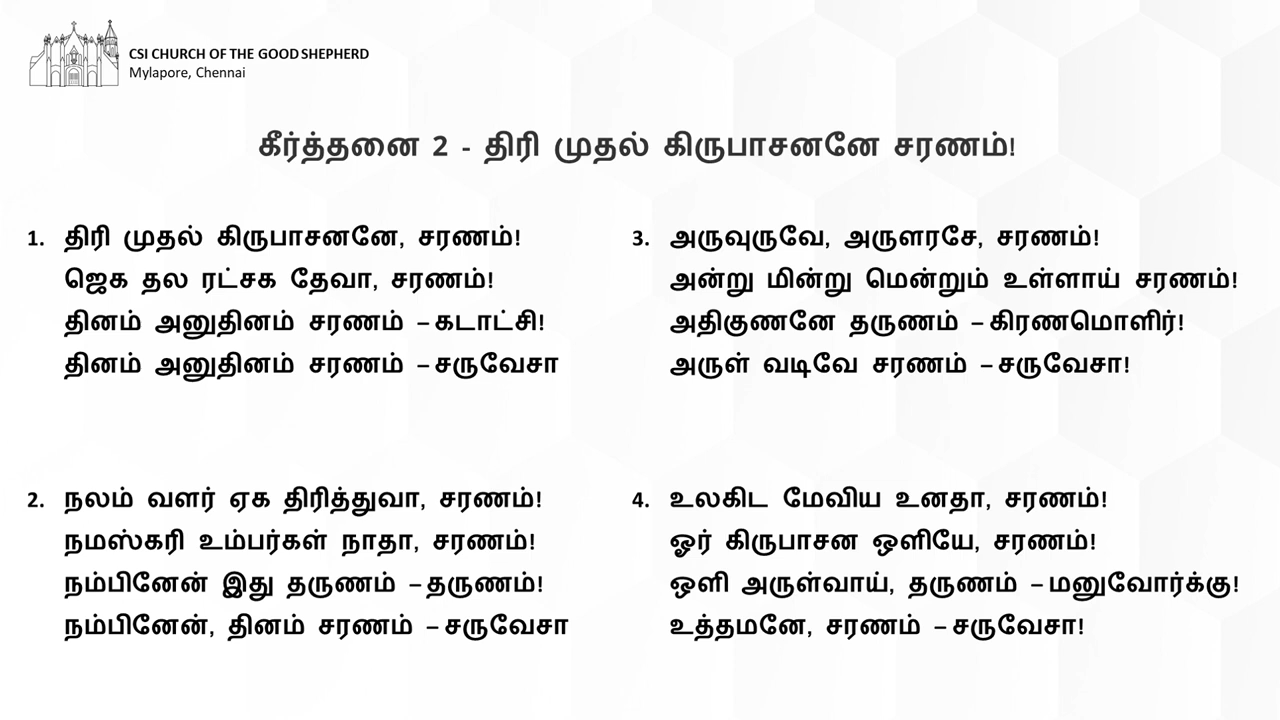 CSI CHURCH OF THE GOOD SHEPHERD
Mylapore, Chennai
கீர்த்தனை 2 - திரி முதல் கிருபாசனனே சரணம்!
1. திரி முதல் கிருபாசனனே, சரணம்!
ஜெக தல ரட்சக தேவா, சரணம்!
தினம் அனுதினம் சரணம் – கடாட்சி!
தினம் அனுதினம் சரணம் – சருவேசா
2. நலம் வளர் ஏக திரித்துவா, சரணம்!
நமஸ்கரி உம்பர்கள் நாதா, சரணம்!
நம்பினேன் இது தருணம் – தருணம்!
நம்பினேன், தினம் சரணம் – சருவேசா
3. அருவுருவே, அருளரசே, சரணம்!
அன்று மின்று மென்றும் உள்ளாய் சரணம்!
அதிகுணனே தருணம் – கிரணமொளிர்!
அருள் வடிவே சரணம் – சருவேசா!
4. உலகிட மேவிய உனதா, சரணம்!
ஓர் கிருபாசன ஒளியே, சரணம்!
ஒளி அருள்வாய், தருணம் – மனுவோர்க்கு!
உத்தமனே, சரணம் – சருவேசா!